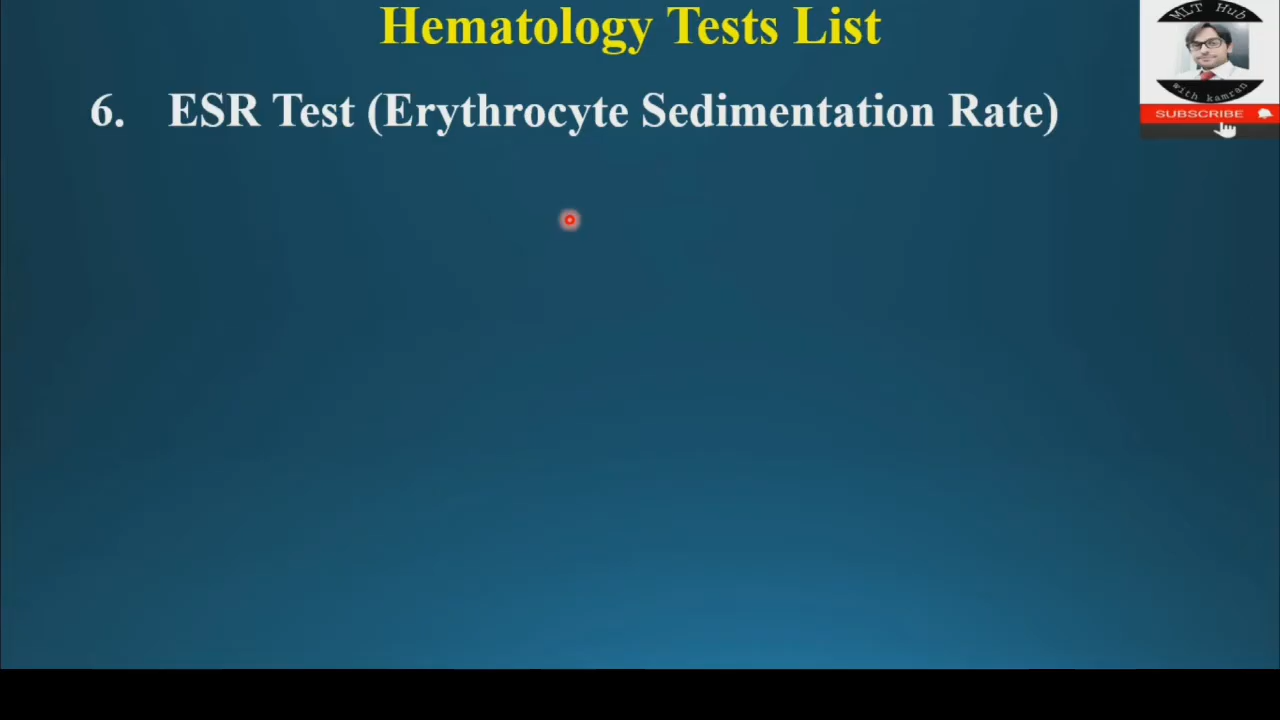 Hematology Tests List
MLT Hub
6. ESR Test (Erythrocyte Sedimentation Rate)
with kamran
SUBSCRIBE